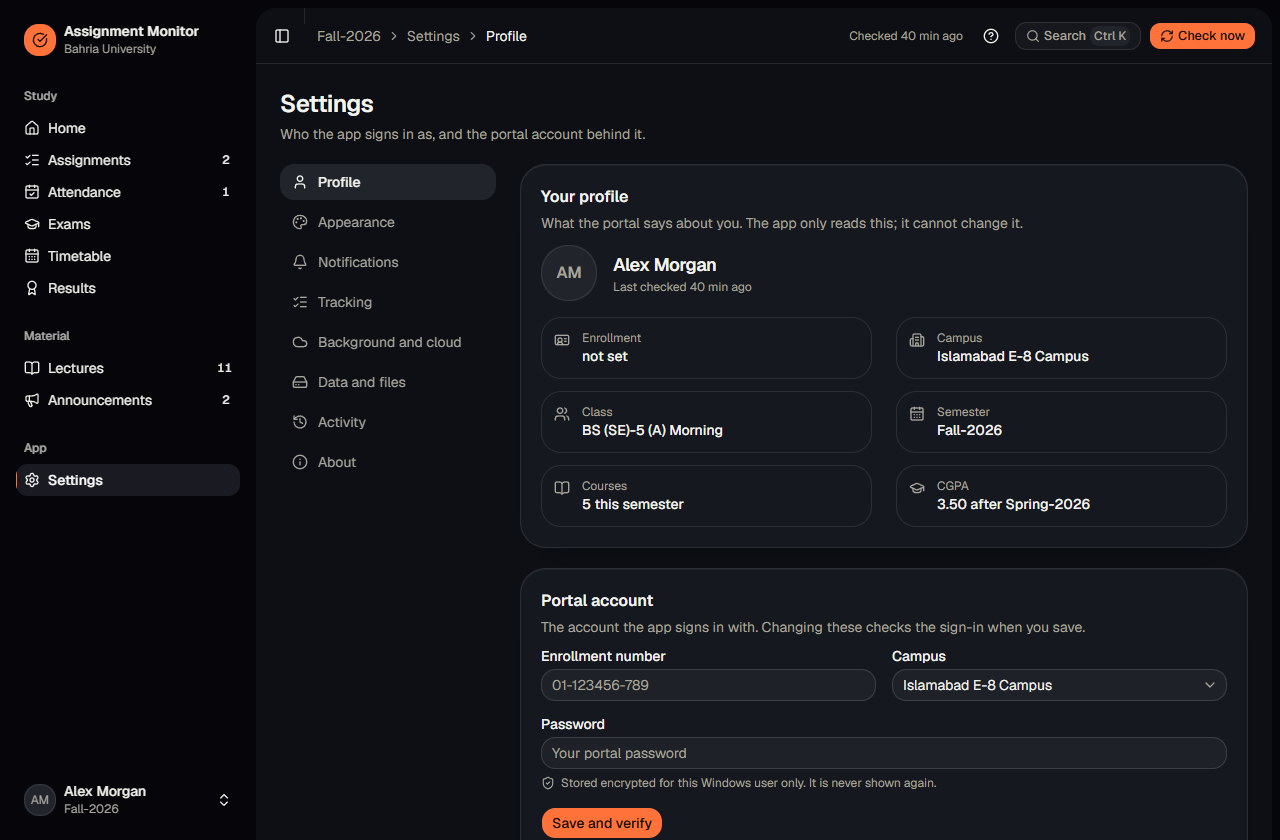 Assignment Monitor
Bahria University
Study
Home
Assignments 2
Attendance 1
Exams
Timetable
Results
Material
Lectures 11
Announcements 2
App
Settings
AM
Alex Morgan
Fall-2026
Fall-2026 > Settings > Profile
Checked 40 min ago
Search Ctrl K
Check now
Settings
Who the app signs in as, and the portal account behind it.
Profile
Appearance
Notifications
Tracking
Background and cloud
Data and files
Activity
About
Your profile
What the portal says about you. The app only reads this; it cannot change it.
AM
Alex Morgan
Last checked 40 min ago
Enrollment
not set
Campus
Islamabad E-8 Campus
Class
BS (SE)-5 (A) Morning
Semester
Fall-2026
Courses
5 this semester
CGPA
3.50 after Spring-2026
Portal account
The account the app signs in with. Changing these checks the sign-in when you save.
Enrollment number
01-123456-789
Campus
Islamabad E-8 Campus
Password
Your portal password
Stored encrypted for this Windows user only. It is never shown again.
Save and verify